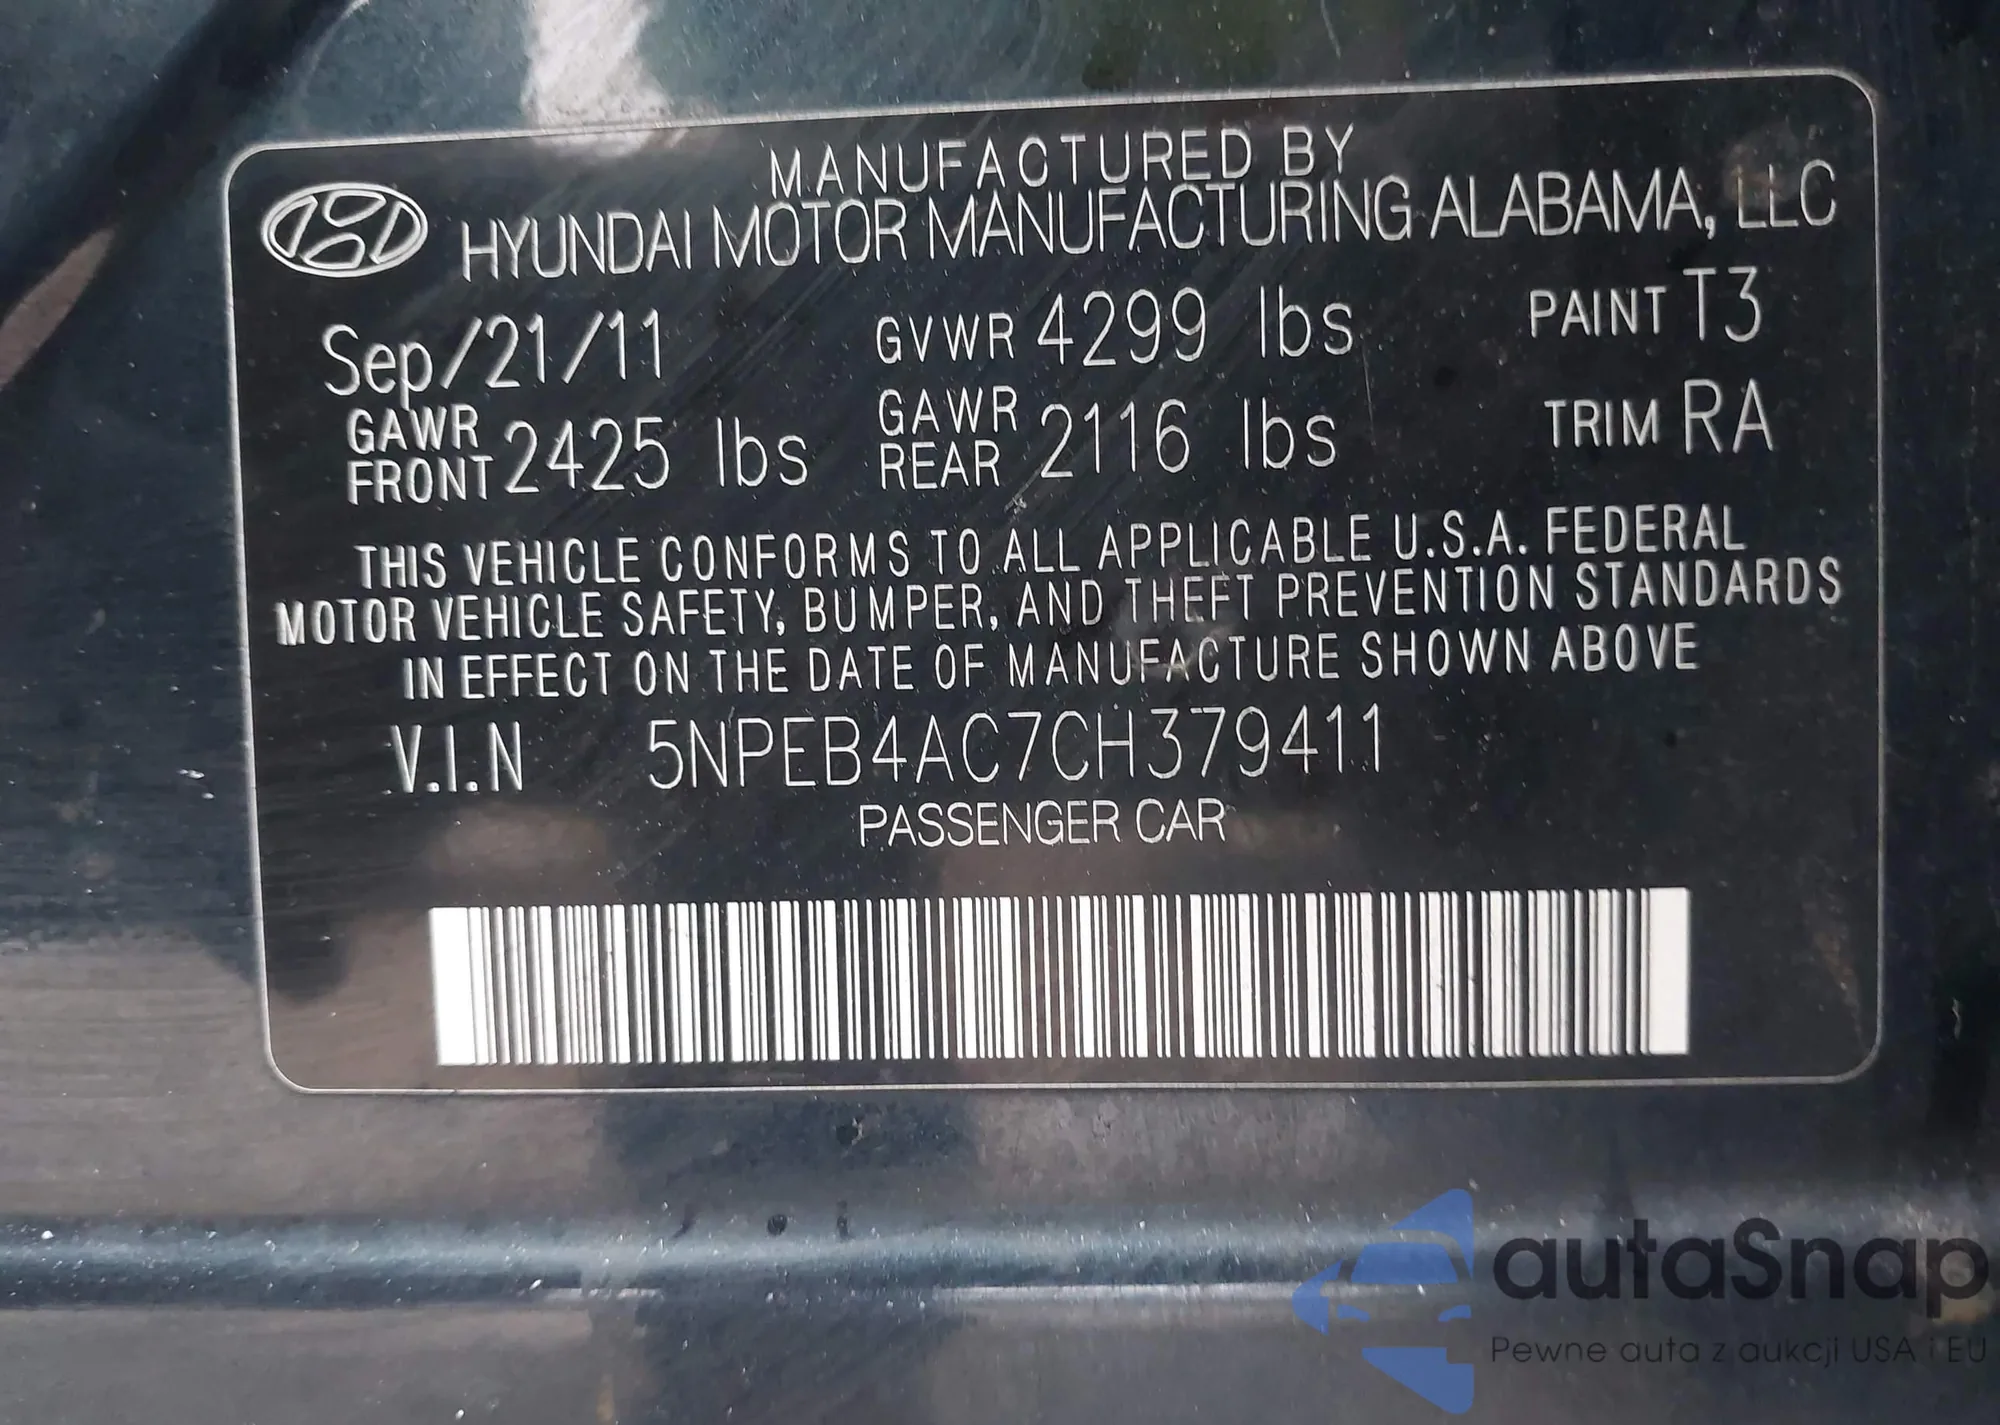 MANUFACTURED BY
HYUNDAI MOTOR MANUFACTURING ALABAMA, LLC
Sep/21/11 GVWR 4299 lbs PAINT T3
GAWR FRONT 2425 lbs GAWR REAR 2116 lbs TRIM RA
THIS VEHICLE CONFORMS TO ALL APPLICABLE U.S.A. FEDERAL
MOTOR VEHICLE SAFETY, BUMPER, AND THEFT PREVENTION STANDARDS
IN EFFECT ON THE DATE OF MANUFACTURE SHOWN ABOVE
V.I.N 5NPEB4AC7CH379411
PASSENGER CAR
autaSnap
Pewne auta z aukcji USA i EU